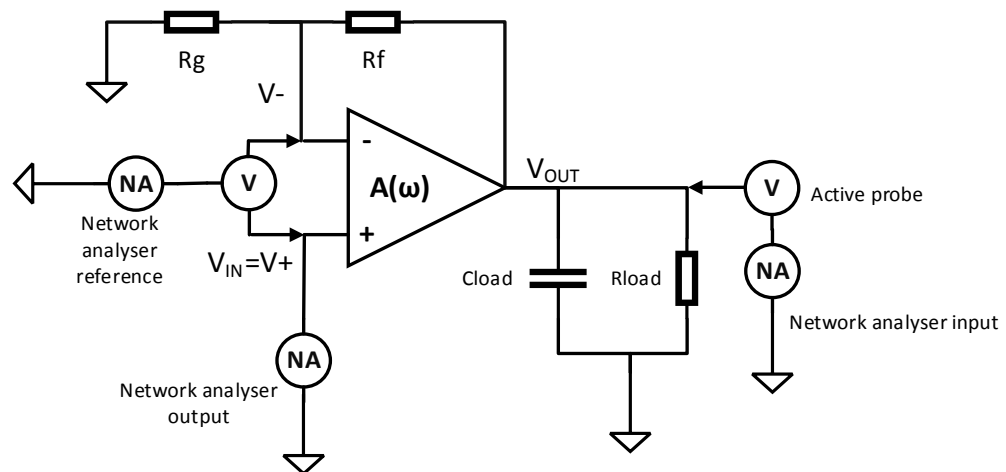 Rg
Rf
V-
-
NA
V
A(ω)
VOUT
V
Active probe
Network
analyser
reference
+
VIN=V+
Cload
Rload
NA
Network analyser input
NA
Network analyser
output